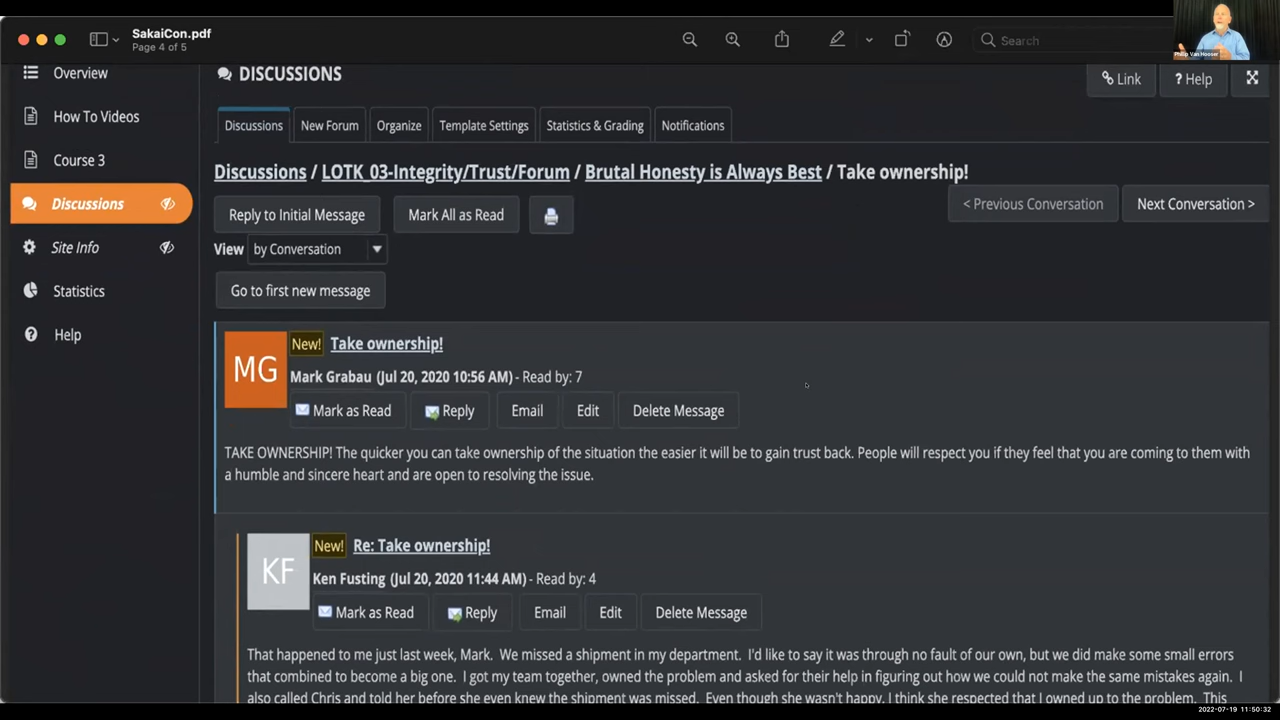 SakaiCon.pdf
Page 4 of 5
Search
Philip Van Hooser
Overview
How To Videos
Course 3
Discussions
Site Info
Statistics
Help
DISCUSSIONS
Link
? Help
Discussions
New Forum
Organize
Template Settings
Statistics & Grading
Notifications
Discussions / LOTK_03-Integrity/Trust/Forum / Brutal Honesty is Always Best / Take ownership!
Reply to Initial Message
Mark All as Read
< Previous Conversation
Next Conversation >
View by Conversation
Go to first new message
MG
New! Take ownership!
Mark Grabau (Jul 20, 2020 10:56 AM) - Read by: 7
Mark as Read
Reply
Email
Edit
Delete Message
TAKE OWNERSHIP! The quicker you can take ownership of the situation the easier it will be to gain trust back. People will respect you if they feel that you are coming to them with
a humble and sincere heart and are open to resolving the issue.
KF
New! Re: Take ownership!
Ken Fusting (Jul 20, 2020 11:44 AM) - Read by: 4
Mark as Read
Reply
Email
Edit
Delete Message
That happened to me just last week, Mark. We missed a shipment in my department. I'd like to say it was through no fault of our own, but we did make some small errors
that combined to become a big one. I got my team together, owned the problem and asked for their help in figuring out how we could not make the same mistakes again. I
also called Chris and told her before she even knew the shipment was missed. Even though she wasn't happy, I think she respected that I owned up to the problem. This
2022-07-19 11:50:32